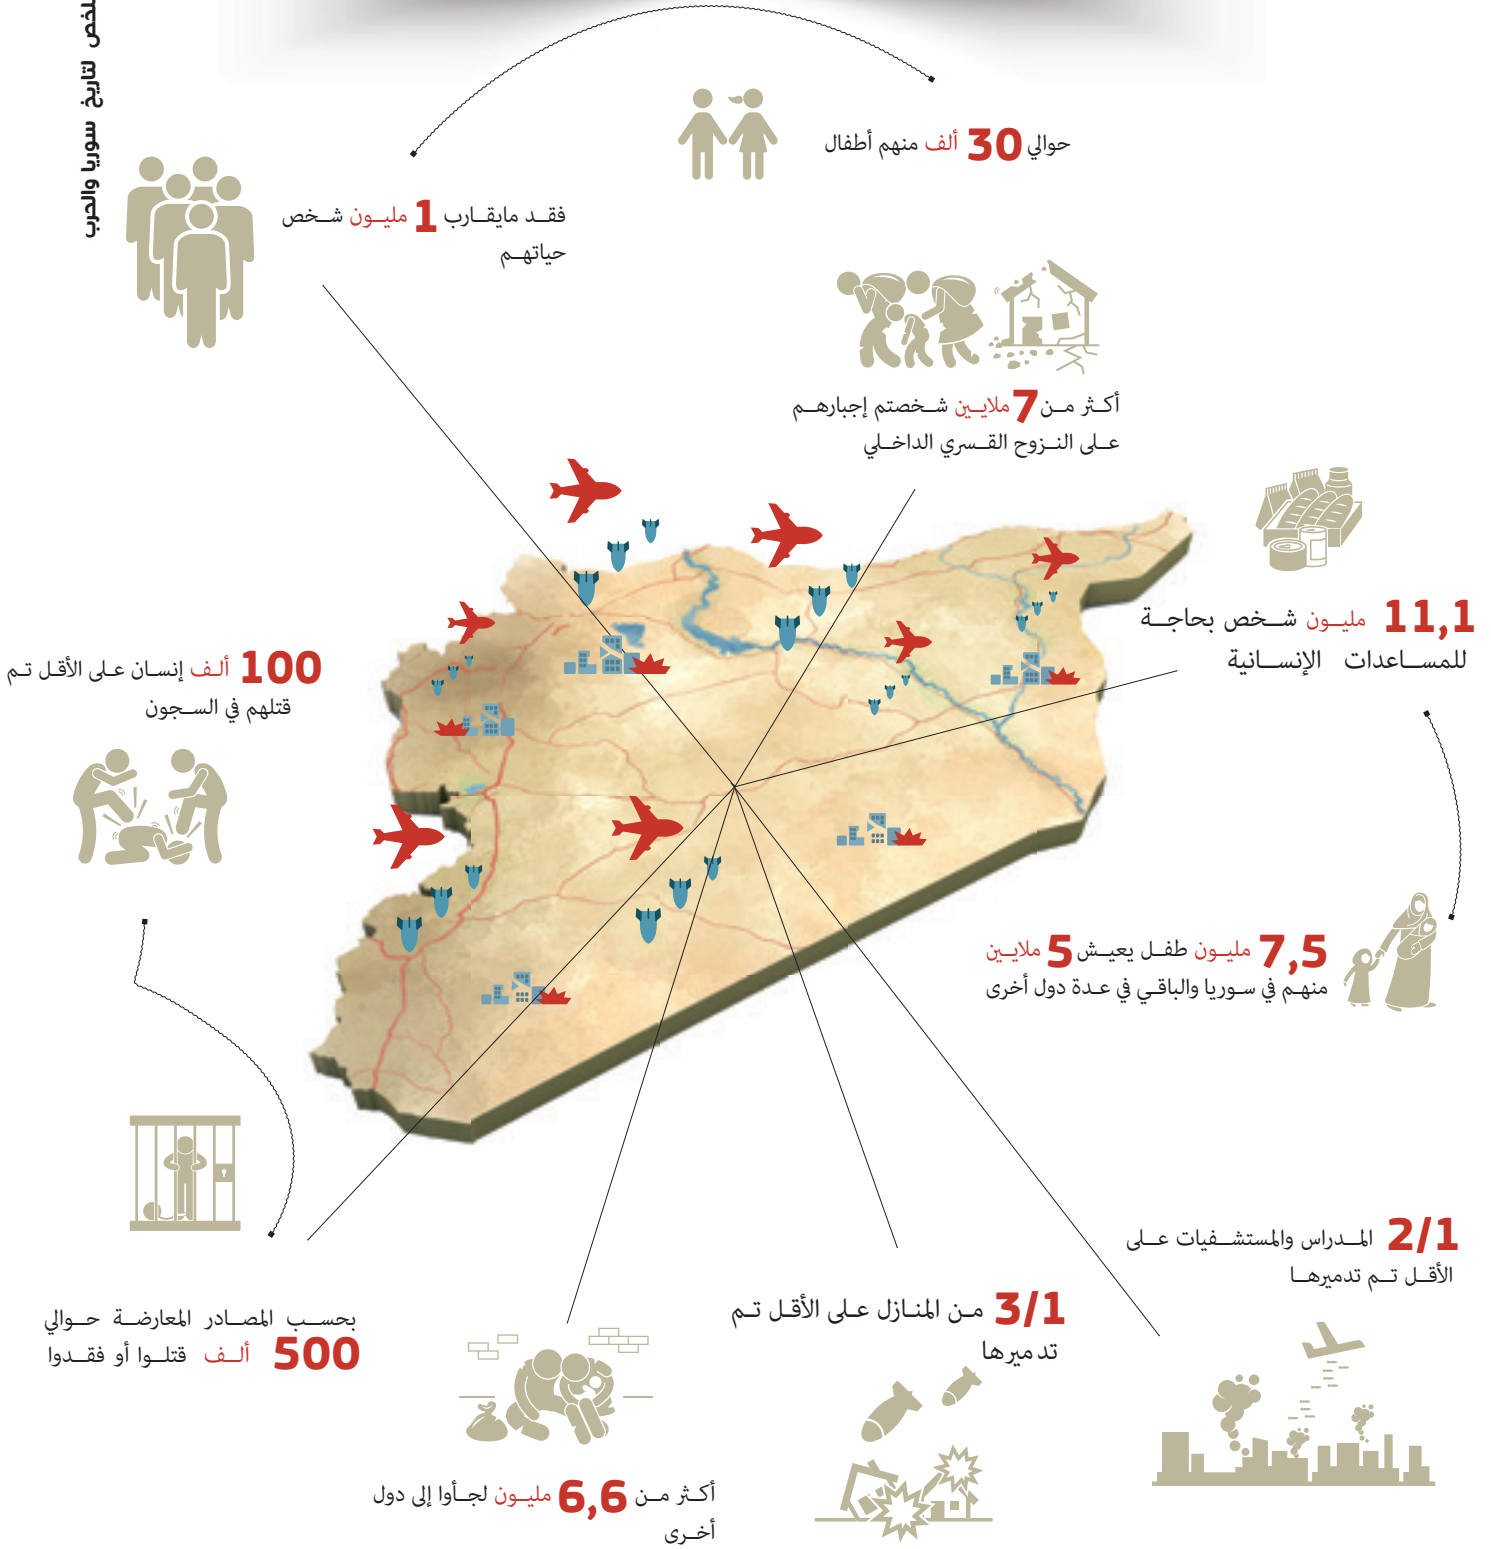 لتاريخ سوريا والحرب
حوالي 30 ألف منهم أطفال
فقد مايقارب 1 مليون شخص
حياتهم
أكثر من 7 ملايين شخصتم إجبارهم
على النزوح القسري الداخلي
11,1 مليون شخص بحاجة
للمساعدات الإنسانية
100 ألف إنسان على الأقل تم
قتلهم في السجون
7,5 مليون طفل يعيش 5 ملايين
منهم في سوريا والباقي في عدة دول أخرى
2/1 المدراس والمستشفيات على
الأقل تم تدميرها
3/1 من المنازل على الأقل تم
تدميرها
بحسب المصادر المعارضة حوالي
500 ألف قتلوا أو فقدوا
أكثر من 6,6 مليون لجأوا إلى دول
أخرى